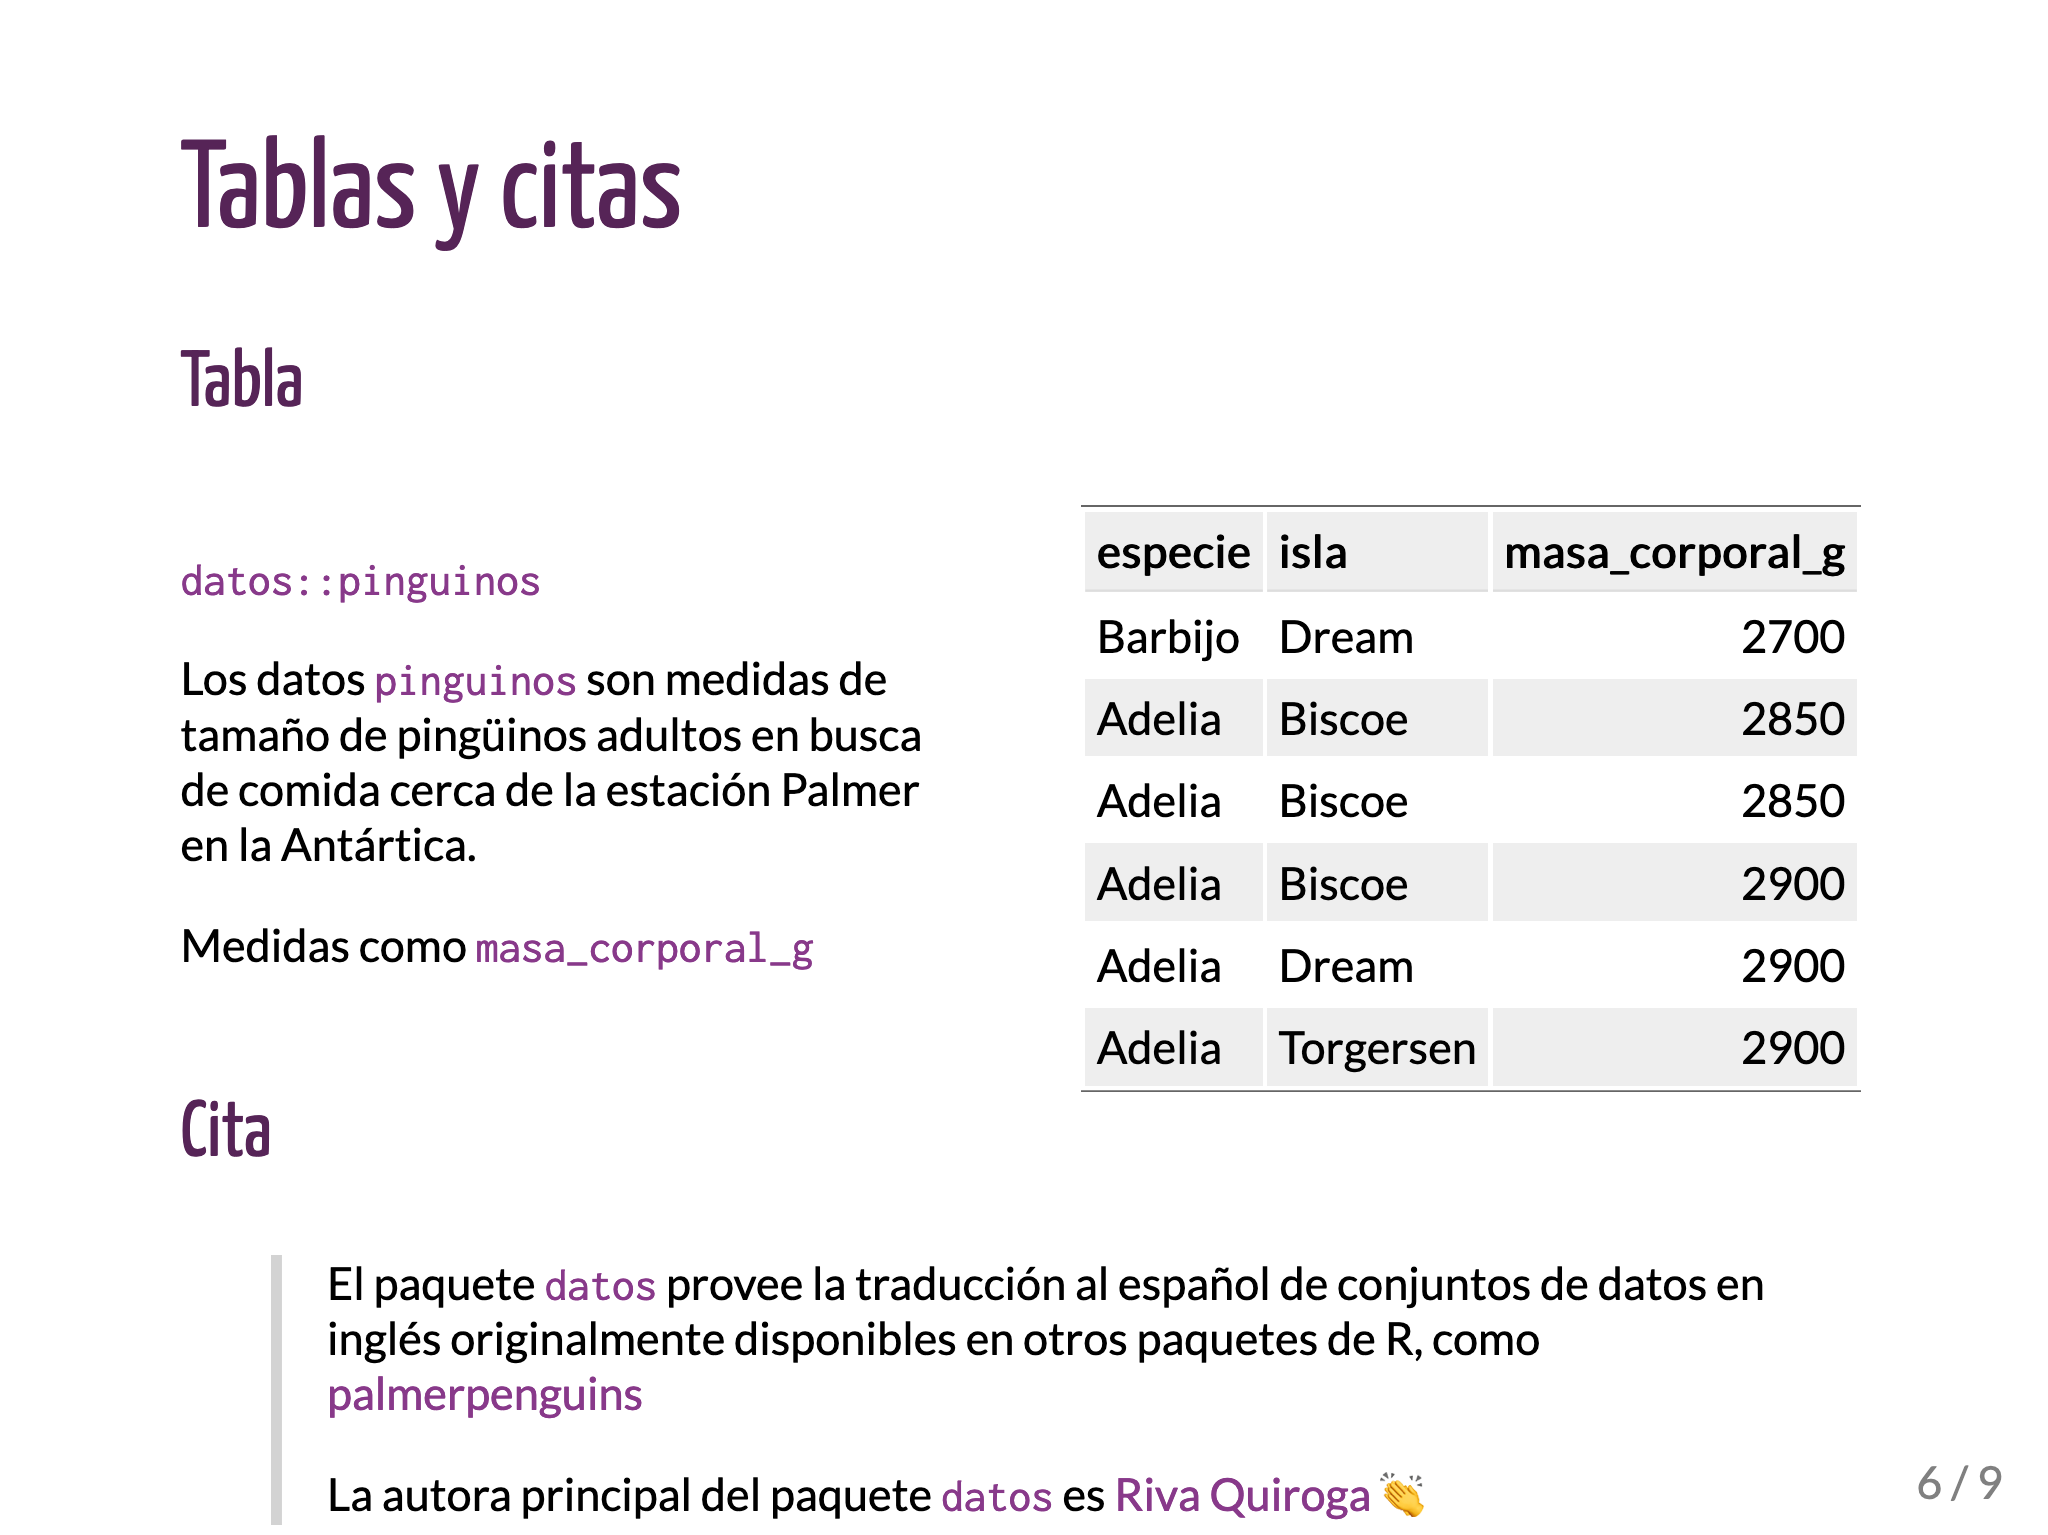 Tablas y citas
Tabla
datos::pinguinos
Los datos pinguinos son medidas de
tamaño de pingüinos adultos en busca
de comida cerca de la estación Palmer
en la Antártica.
Medidas como masa_corporal_g
especie isla masa_corporal_g
Barbijo Dream 2700
Adelia Biscoe 2850
Adelia Biscoe 2850
Adelia Biscoe 2900
Adelia Dream 2900
Adelia Torgersen 2900
Cita
El paquete datos provee la traducción al español de conjuntos de datos en
inglés originalmente disponibles en otros paquetes de R, como
palmerpenguins
La autora principal del paquete datos es Riva Quiroga 👏
6 / 9